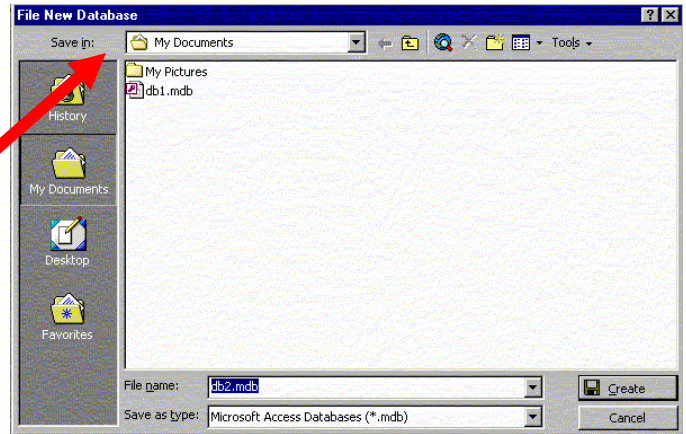 File New Database
Save in: My Documents Tools
My Pictures
db1.mdb
History
My Documents
Desktop
Favorites
File name: db2.mdb Create
Save as type: Microsoft Access Databases (*.mdb) Cancel